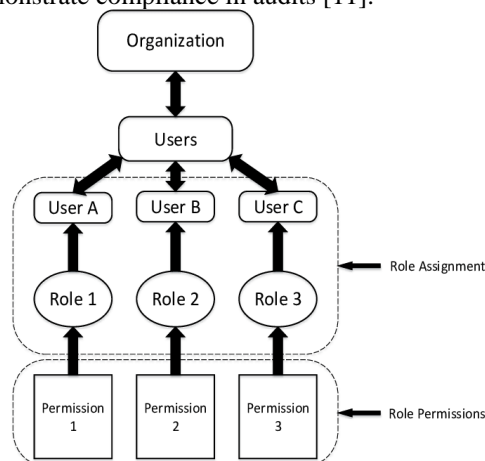 monstrate compliance in audits [11].
Organization
Users
User A User B User C
Role Assignment
Role 1 Role 2 Role 3
Permission Permission Permission
1 2 3
Role Permissions